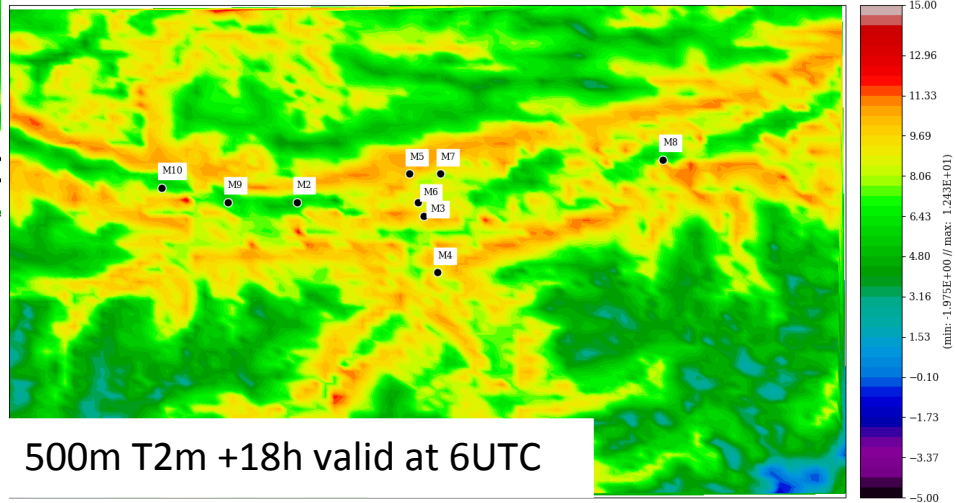 15.00
12.96
11.33
9.69
8.06
6.43
4.80
3.16
1.53
−0.10
−1.73
−3.37
−5.00
(min: -1.975E+00 // max: 1.243E+01)
M8
M5
M7
M10
M9
M2
M6
M3
M4
500m T2m +18h valid at 6UTC